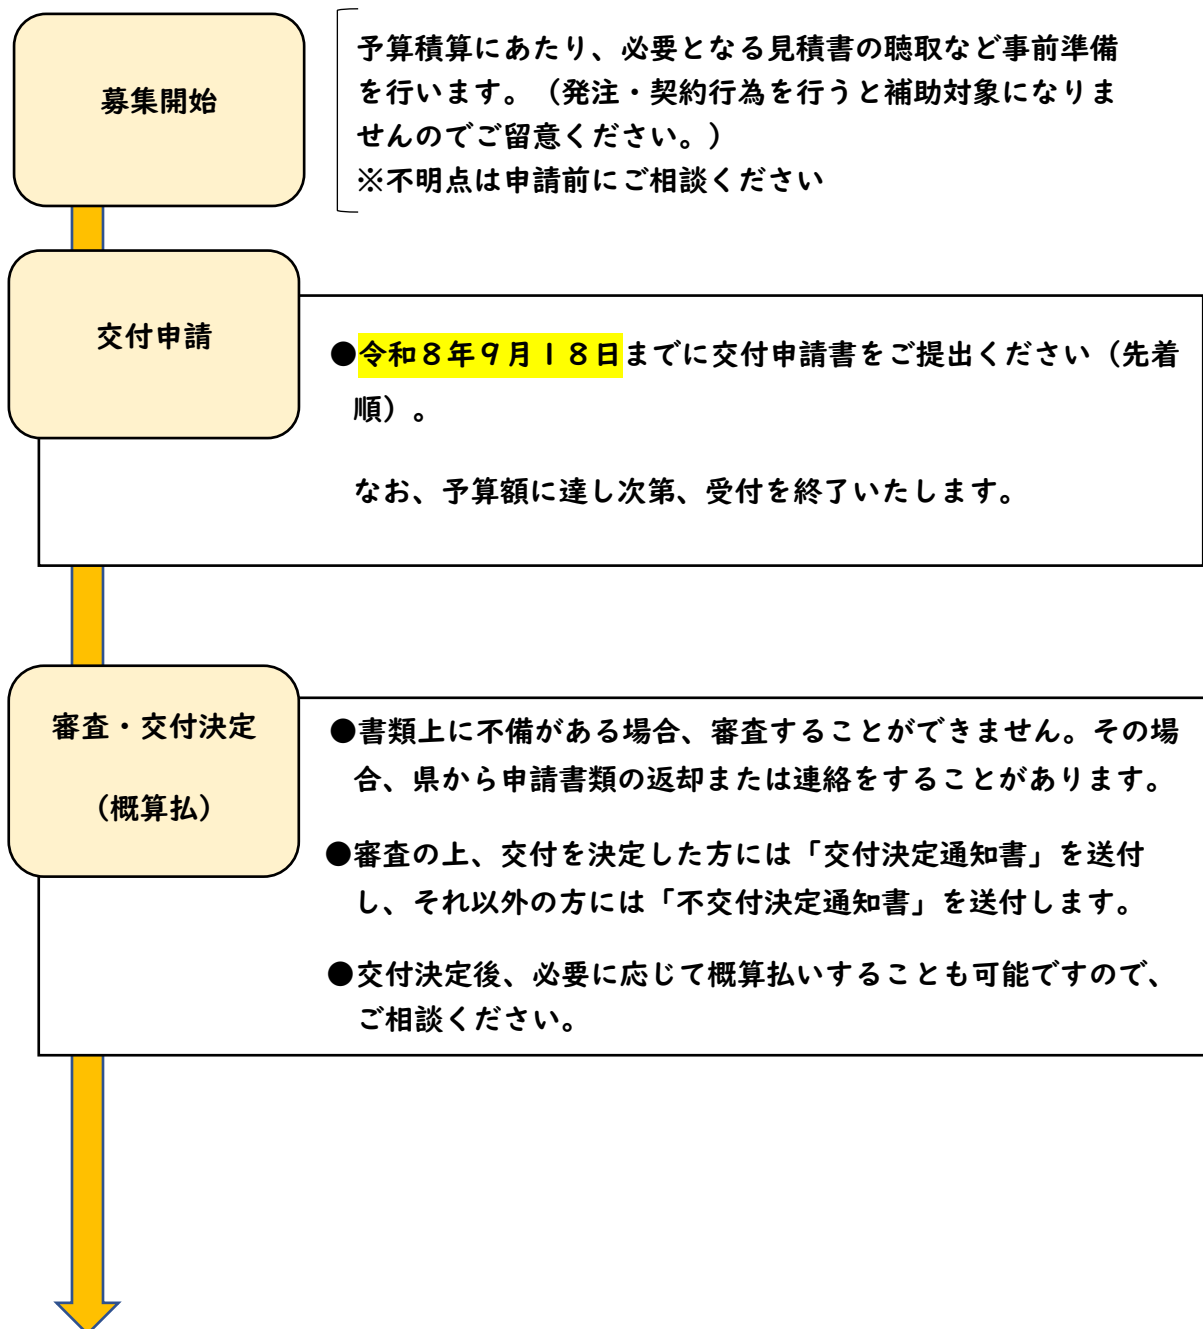 募集開始
予算積算にあたり、必要となる見積書の聴取など事前準備
を行います。（発注・契約行為を行うと補助対象になりま
せんのでご留意ください。）
※不明点は申請前にご相談ください
交付申請
●令和８年９月１８日までに交付申請書をご提出ください（先着
順）。
なお、予算額に達し次第、受付を終了いたします。
審査・交付決定
（概算払）
●書類上に不備がある場合、審査することができません。その場
合、県から申請書類の返却または連絡をすることがあります。
●審査の上、交付を決定した方には「交付決定通知書」を送付
し、それ以外の方には「不交付決定通知書」を送付します。
●交付決定後、必要に応じて概算払いすることも可能ですので、
ご相談ください。